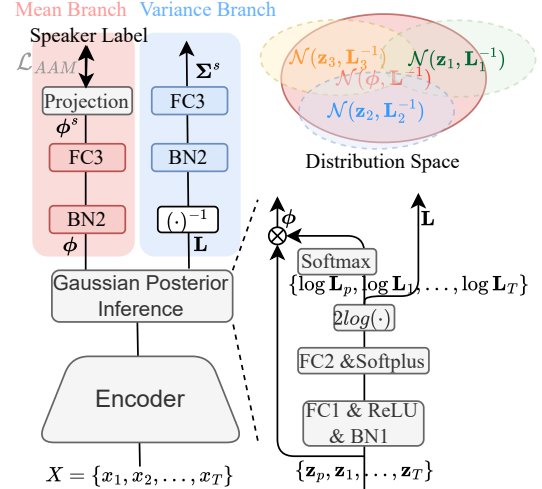 Mean Branch
Variance Branch
Speaker Label
ℒ_AAM
Σ^s
Projection
FC3
ϕ^s
FC3
BN2
BN2
(·)^{-1}
ϕ
L
Gaussian Posterior
Inference
Encoder
X = {x_1, x_2, . . . , x_T}
𝒩(z_3, L_3^{-1})
𝒩(z_1, L_1^{-1})
𝒩(ϕ, L^{-1})
𝒩(z_2, L_2^{-1})
Distribution Space
ϕ
L
⊗
Softmax
{log L_p, log L_1, . . . , log L_T}
2log(·)
FC2 &Softplus
FC1 & ReLU
& BN1
{z_p, z_1, . . . , z_T}